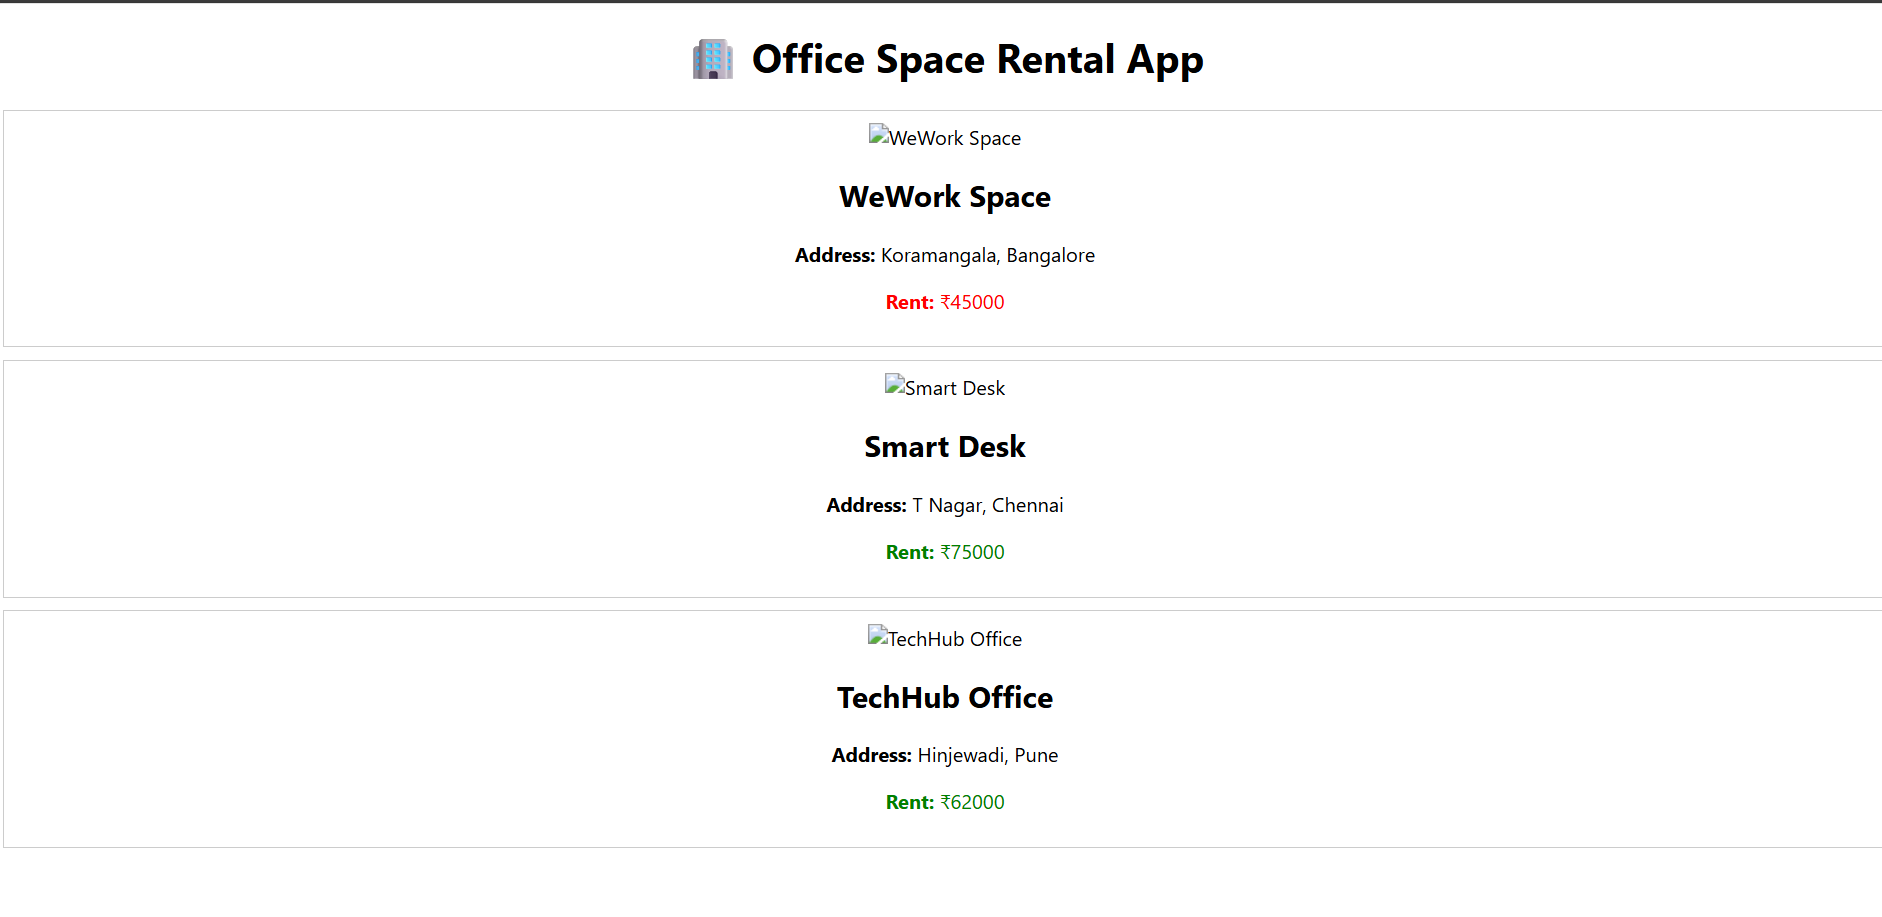 🏢 Office Space Rental App
WeWork Space
WeWork Space
Address: Koramangala, Bangalore
Rent: ₹45000
Smart Desk
Smart Desk
Address: T Nagar, Chennai
Rent: ₹75000
TechHub Office
TechHub Office
Address: Hinjewadi, Pune
Rent: ₹62000